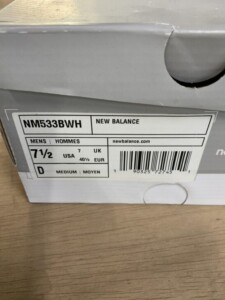 NM533BWH
NEW BALANCE
MENS | HOMMES
newbalance.com
7½ USA 7 UK
40½ EUR
D MEDIUM | MOYEN